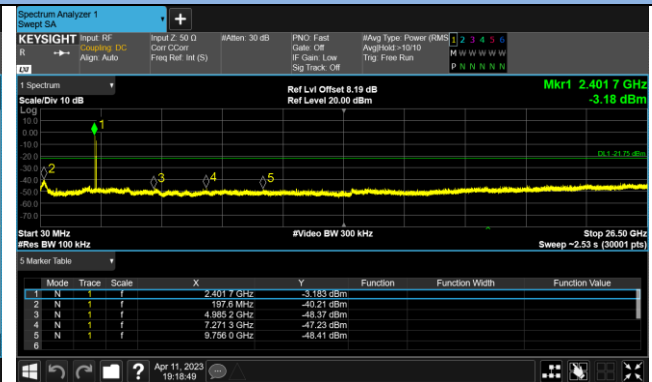 Spectrum Analyzer 1
Swept SA
+
KEYSIGHT Input: RF Input Z: 50 Ω #Atten: 30 dB PNO: Fast #Avg Type: Power (RMS) 1 2 3 4 5 6
R Coupling: DC Corr CCorr Gate: Off Avg|Hold:>10/10 M W W W W W
Align: Auto Freq Ref: Int (S) IF Gain: Low Trig: Free Run
LXI Sig Track: Off P N N N N N
1 Spectrum Ref Lvl Offset 8.19 dB Mkr1 2.401 7 GHz
Scale/Div 10 dB Ref Level 20.00 dBm -3.18 dBm
Log
10.0
0.00
-10.0
-20.0
-30.0
-40.0
-50.0
-60.0
-70.0
1
2
3
4
5
DL1 -21.75 dBm
Start 30 MHz #Video BW 300 kHz Stop 26.50 GHz
#Res BW 100 kHz Sweep ~2.53 s (30001 pts)
5 Marker Table
Mode Trace Scale X Y Function Function Width Function Value
1 N 1 f 2.401 7 GHz -3.183 dBm
2 N 1 f 197.6 MHz -40.21 dBm
3 N 1 f 4.985 2 GHz -48.37 dBm
4 N 1 f 7.271 3 GHz -47.23 dBm
5 N 1 f 9.756 0 GHz -48.41 dBm
6
? Apr 11, 2023
19:18:49